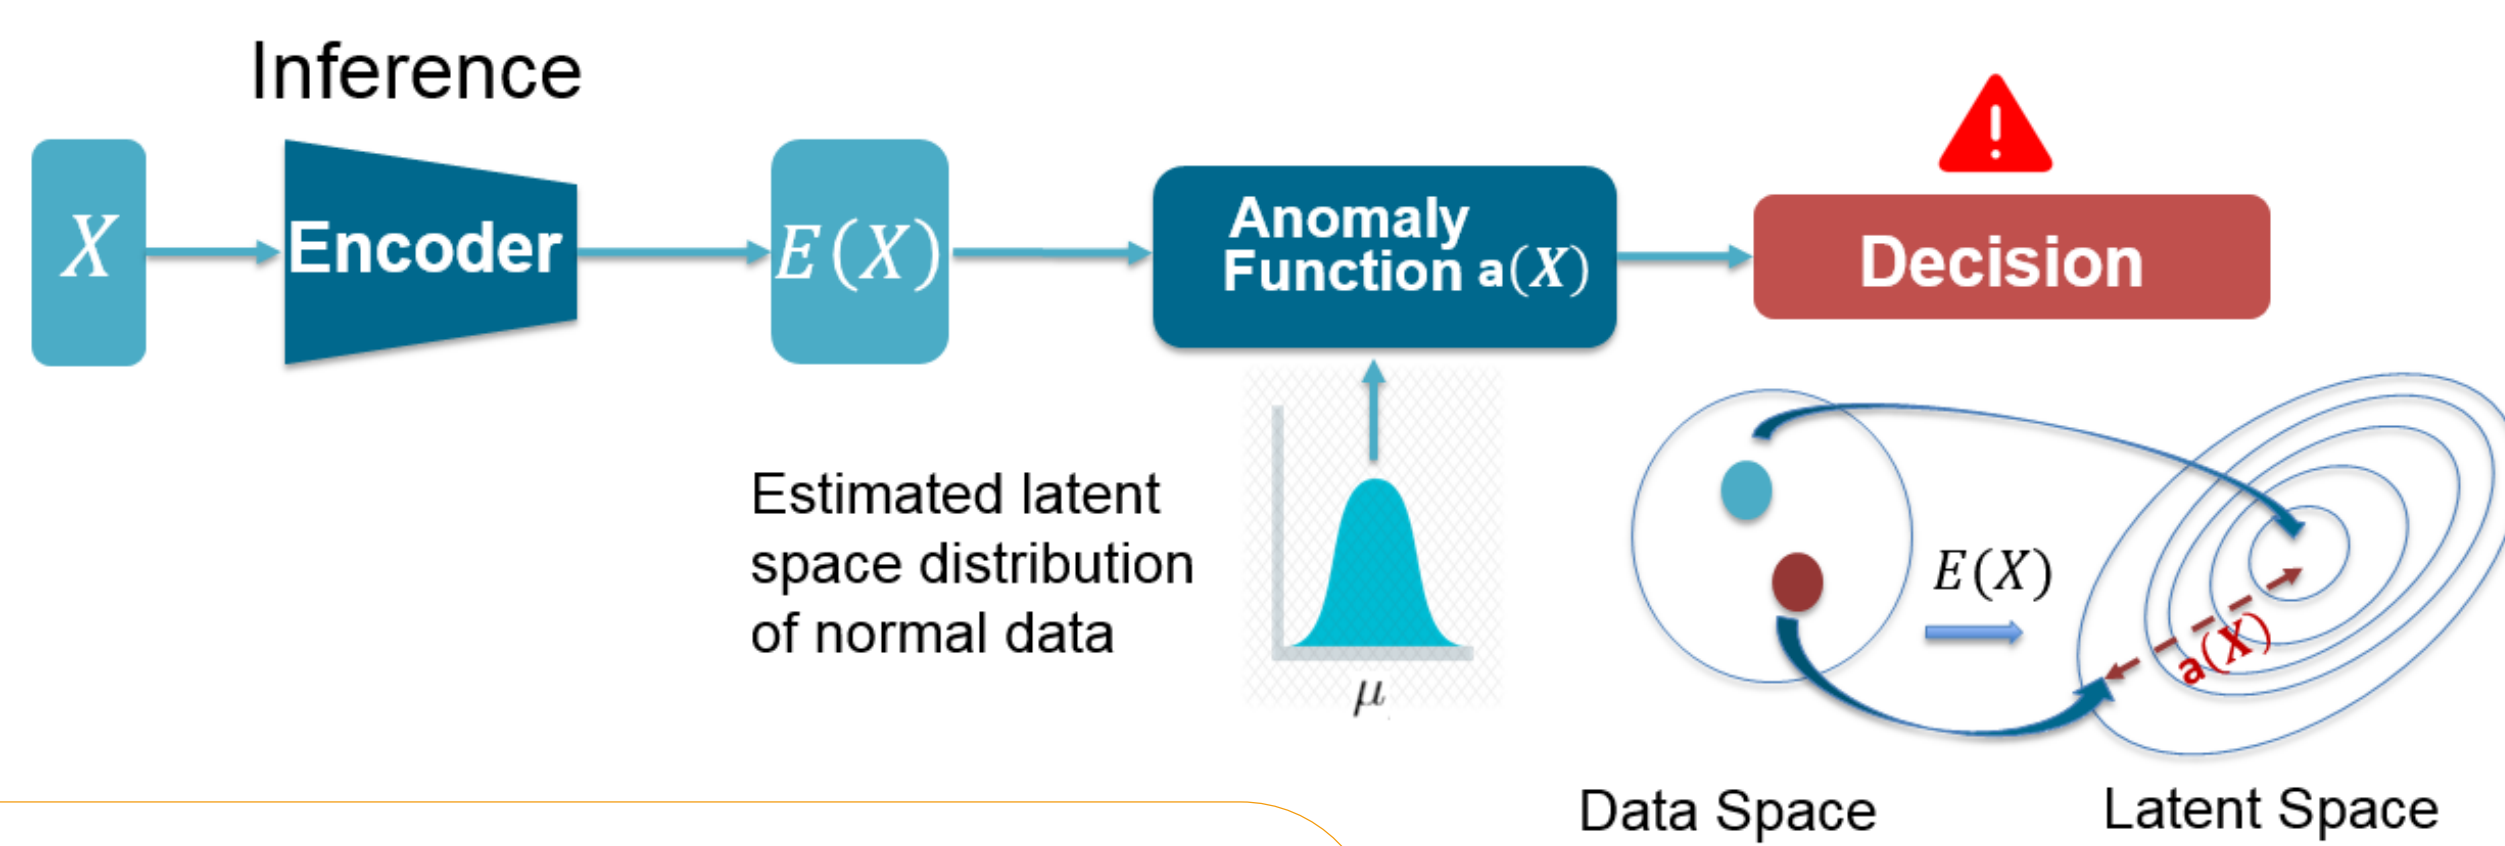 Inference
X
Encoder
E(X)
Anomaly
Function a(X)
Decision
Estimated latent
space distribution
of normal data
μ
E(X)
a(X)
Data Space
Latent Space